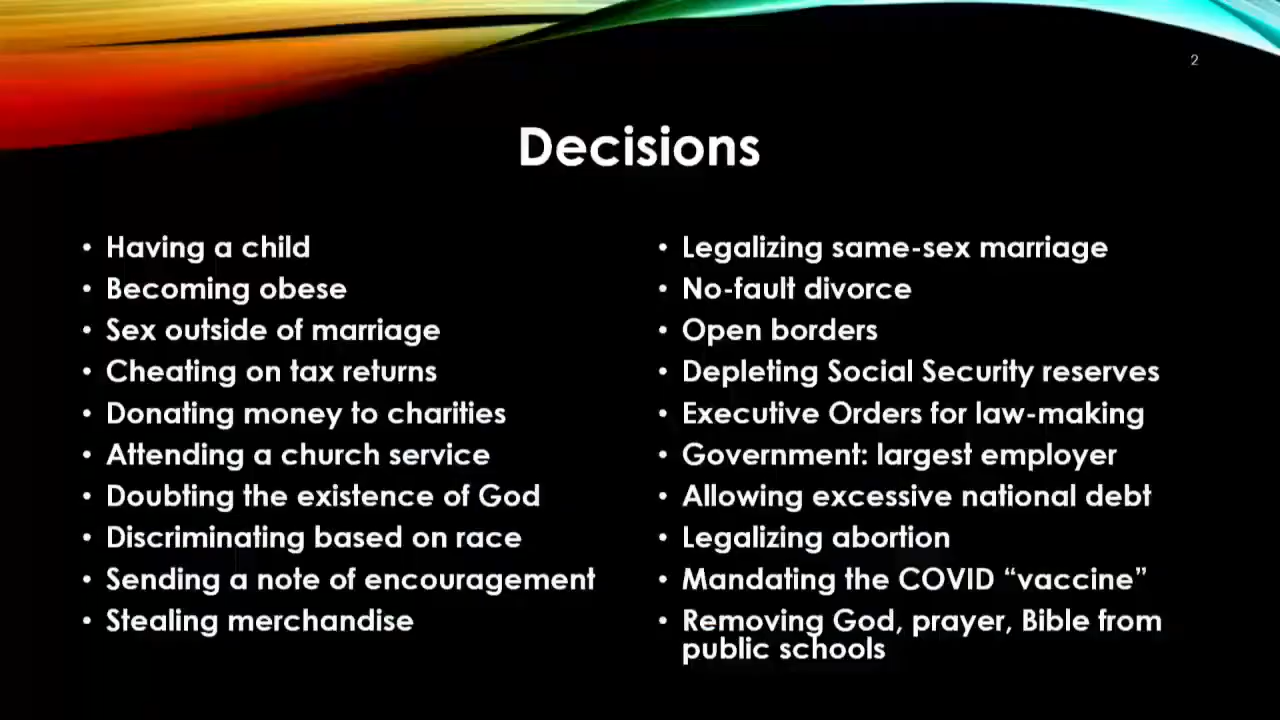 2
Decisions
• Having a child
• Becoming obese
• Sex outside of marriage
• Cheating on tax returns
• Donating money to charities
• Attending a church service
• Doubting the existence of God
• Discriminating based on race
• Sending a note of encouragement
• Stealing merchandise
• Legalizing same-sex marriage
• No-fault divorce
• Open borders
• Depleting Social Security reserves
• Executive Orders for law-making
• Government: largest employer
• Allowing excessive national debt
• Legalizing abortion
• Mandating the COVID “vaccine”
• Removing God, prayer, Bible from
public schools